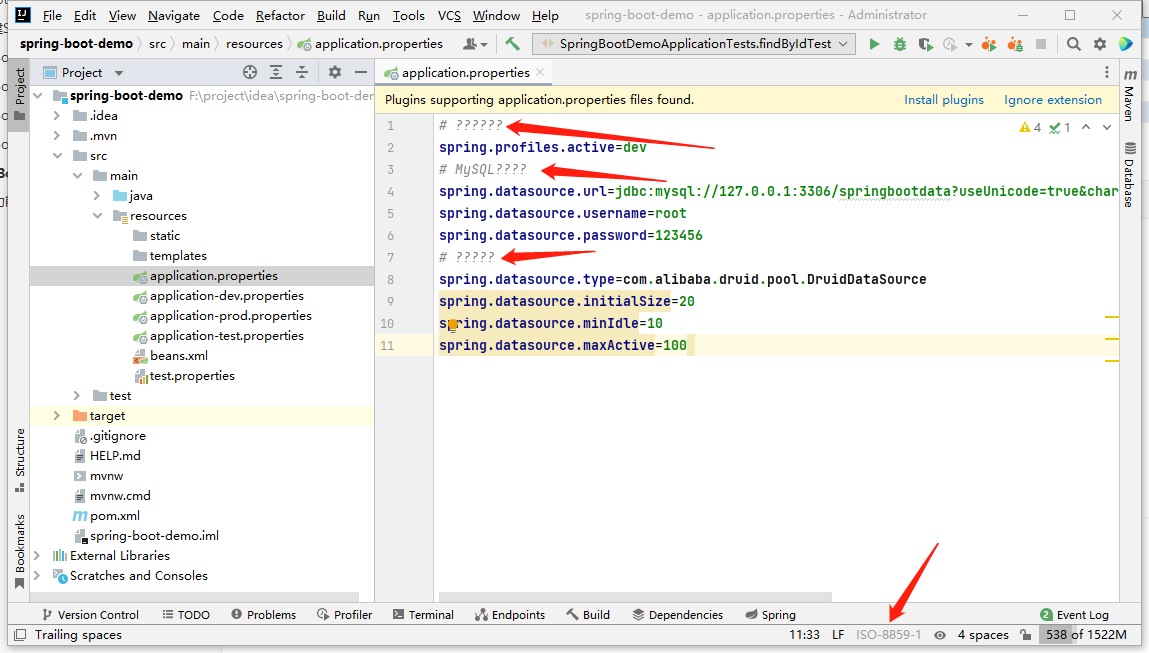 File Edit View Navigate Code Refactor Build Run Tools VCS Window Help spring-boot-demo - application.properties - Administrator
spring-boot-demo src main resources application.properties SpringBootDemoApplicationTests.findByIdTest
Project
Project
application.properties
Maven
Database
Plugins supporting application.properties files found. Install plugins Ignore extension
spring-boot-demo F:\project\idea\spring-boot-der
.idea
.mvn
src
main
java
resources
static
templates
application.properties
application-dev.properties
application-prod.properties
application-test.properties
beans.xml
test.properties
test
target
.gitignore
HELP.md
mvnw
mvnw.cmd
pom.xml
spring-boot-demo.iml
External Libraries
Scratches and Consoles
4 1
1 # ??????
2 spring.profiles.active=dev
3 # MySQL????
4 spring.datasource.url=jdbc:mysql://127.0.0.1:3306/springbootdata?useUnicode=true&char
5 spring.datasource.username=root
6 spring.datasource.password=123456
7 # ?????
8 spring.datasource.type=com.alibaba.druid.pool.DruidDataSource
9 spring.datasource.initialSize=20
10 spring.datasource.minIdle=10
11 spring.datasource.maxActive=100
Structure
Bookmarks
Version Control TODO Problems Profiler Terminal Endpoints Build Dependencies Spring 2 Event Log
Trailing spaces 11:33 LF ISO-8859-1 4 spaces 538 of 1522M